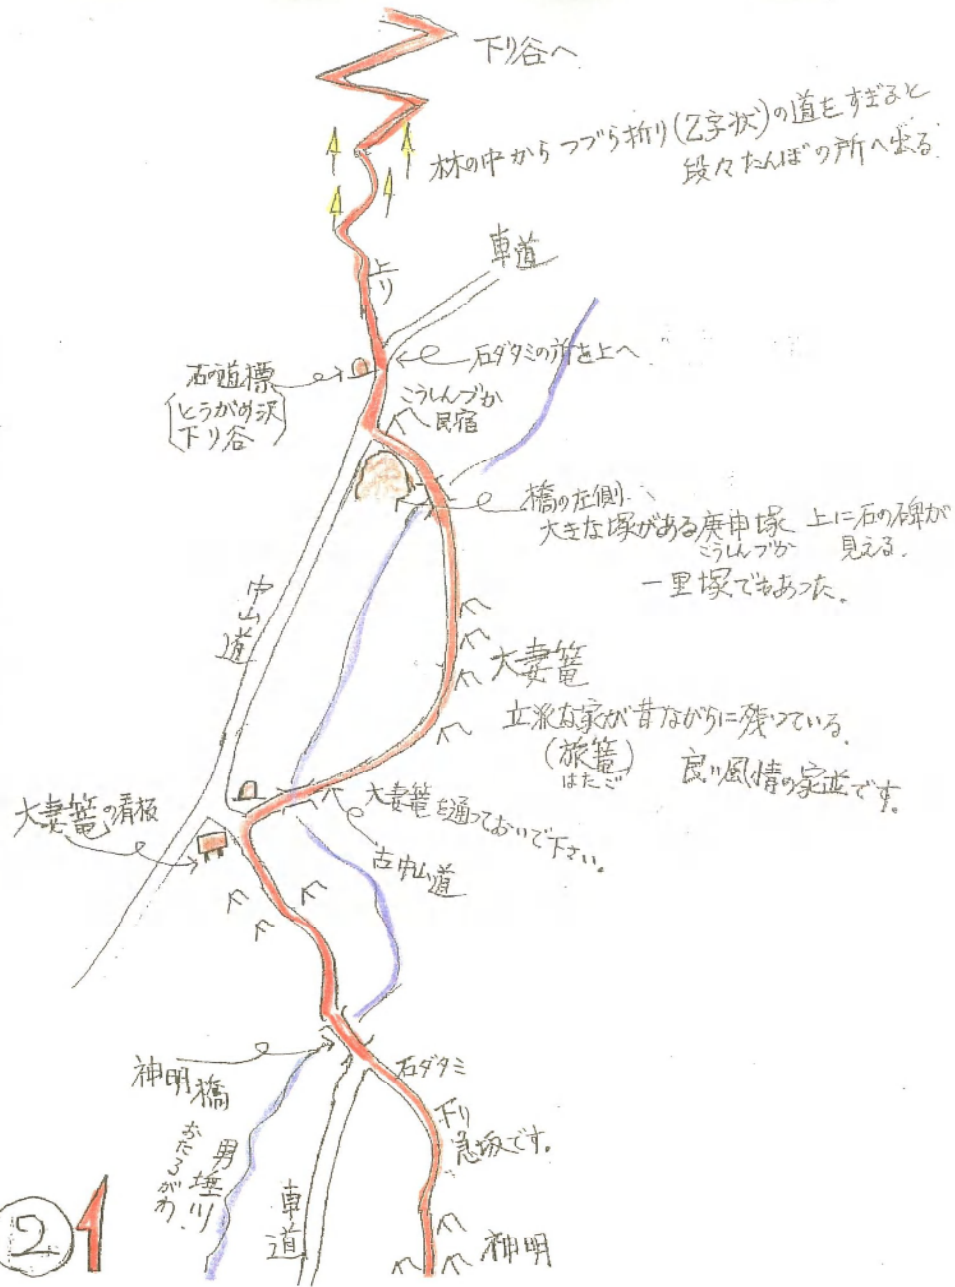 下り谷へ
林の中からつづら折り(乙字状)の道をすぎると
段々たんぼの所へ出る.
車道
上り
石ダタミの所を上へ
石の道標
(とうがめ沢
下り谷)
こうしんづか
民宿
橋の左側.
大きな塚がある庚申塚 上に石の碑が
こうしんづか 見える.
一里塚でもあった.
中山道
大妻籠
立派な家が昔ながらに残っている.
(旅籠)
はたご
良い風情の家並です.
大妻籠の看板
大妻籠を通っておいで下さい.
古中山道
神明橋
石ダタミ
下り
急坂です.
男埵川
おたるがわ.
車道
神明
2